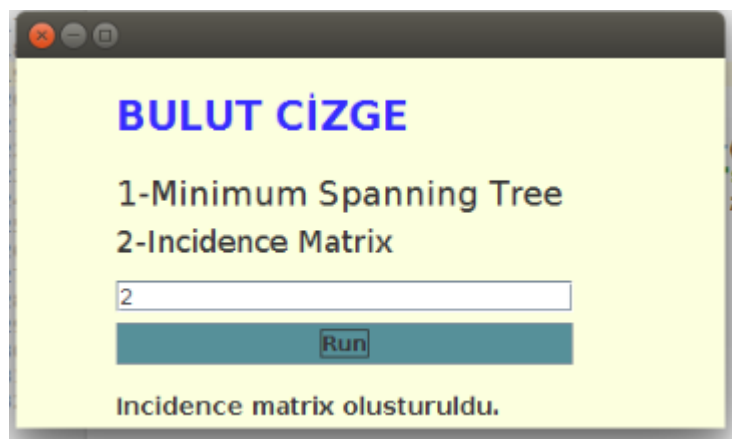 BULUT CİZGE
1-Minimum Spanning Tree
2-Incidence Matrix
2
Run
Incidence matrix olusturuldu.